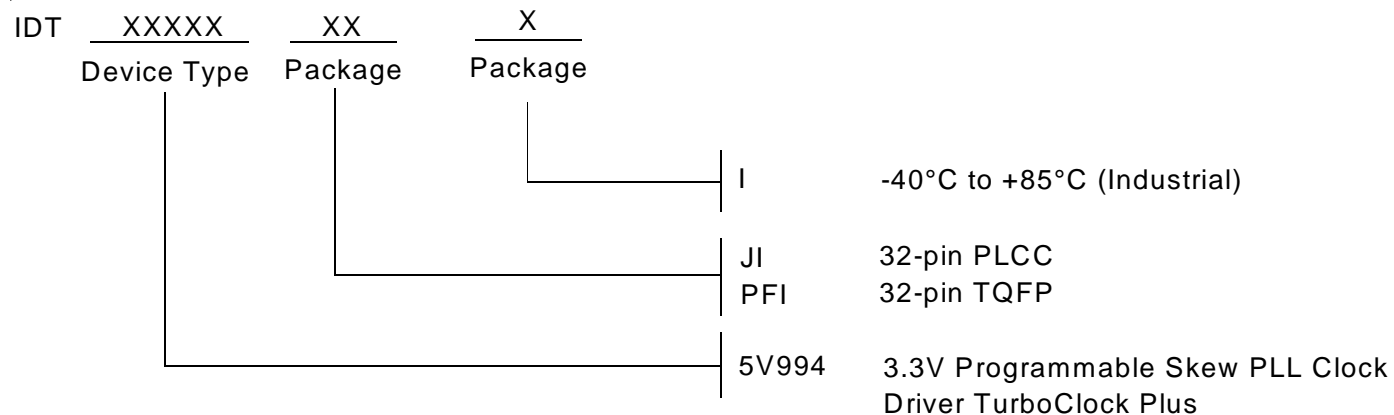 IDT XXXXX XX X
Device Type Package Package
I -40°C to +85°C (Industrial)
JI 32-pin PLCC
PFI 32-pin TQFP
5V994 3.3V Programmable Skew PLL Clock
Driver TurboClock Plus